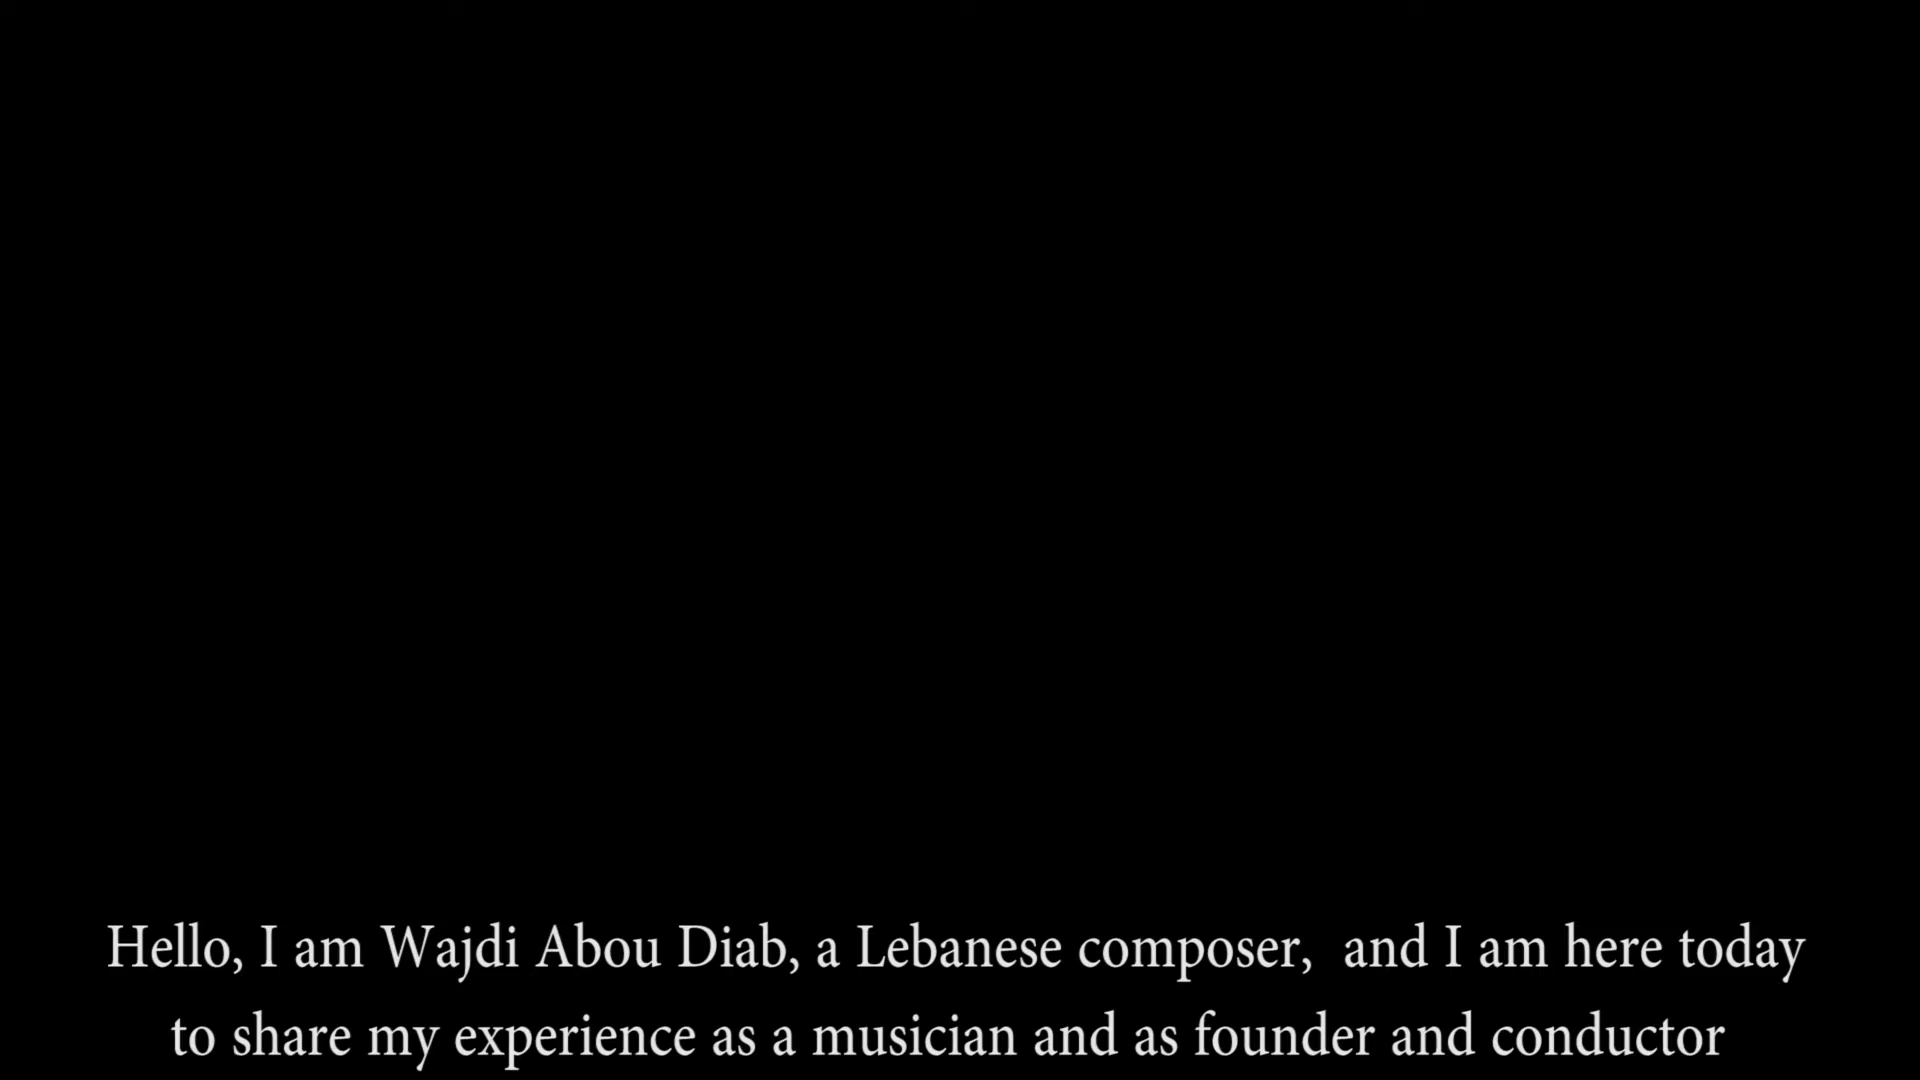 Hello, I am Wajdi Abou Diab, a Lebanese composer,  and I am here today
to share my experience as a musician and as founder and conductor